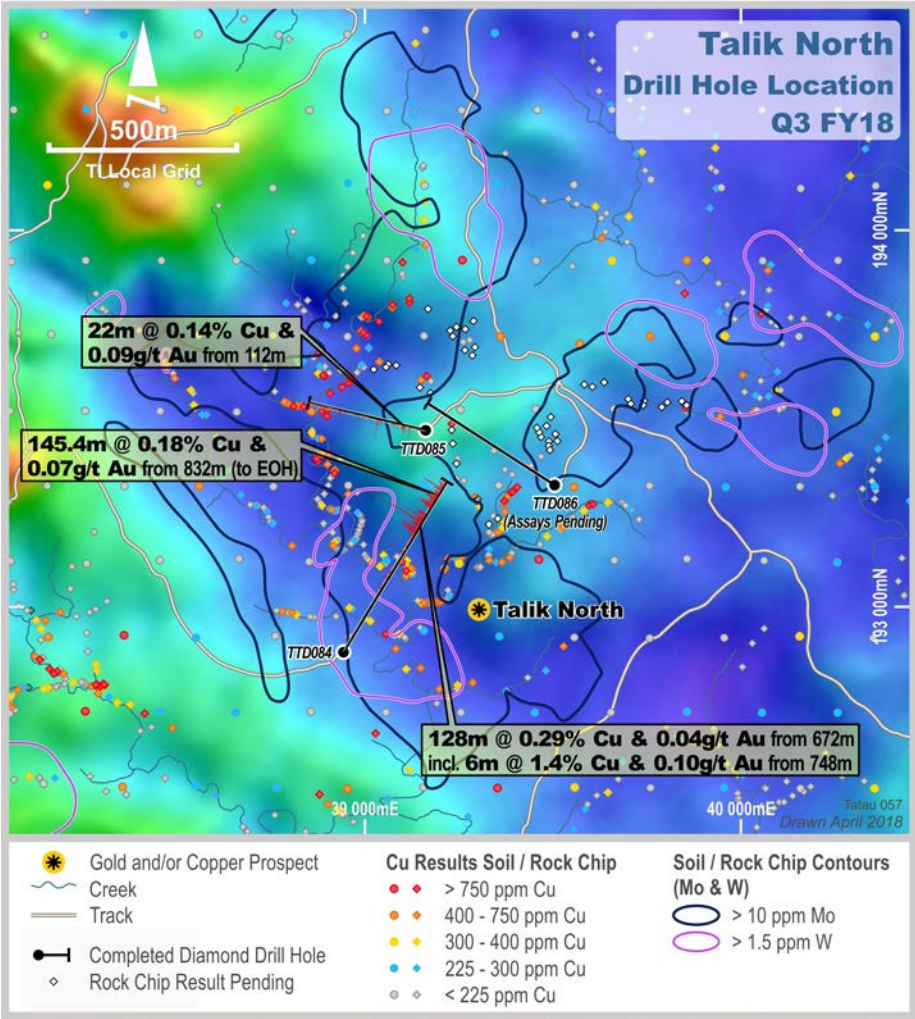 Talik North
Drill Hole Location
Q3 FY18
N
500m
TI Local Grid
194 000mN
22m @ 0.14% Cu &
0.09g/t Au from 112m
TTD085
145.4m @ 0.18% Cu &
0.07g/t Au from 832m (to EOH)
TTD086
(Assays Pending)
193 000mN
Talik North
TTD084
128m @ 0.29% Cu & 0.04g/t Au from 672m
incl. 6m @ 1.4% Cu & 0.10g/t Au from 748m
39 000mE
40 000mE
Tatau 057
Drawn April 2018
Gold and/or Copper Prospect
Creek
Track
Completed Diamond Drill Hole
Rock Chip Result Pending
Cu Results Soil / Rock Chip
> 750 ppm Cu
400 - 750 ppm Cu
300 - 400 ppm Cu
225 - 300 ppm Cu
< 225 ppm Cu
Soil / Rock Chip Contours
(Mo & W)
> 10 ppm Mo
> 1.5 ppm W